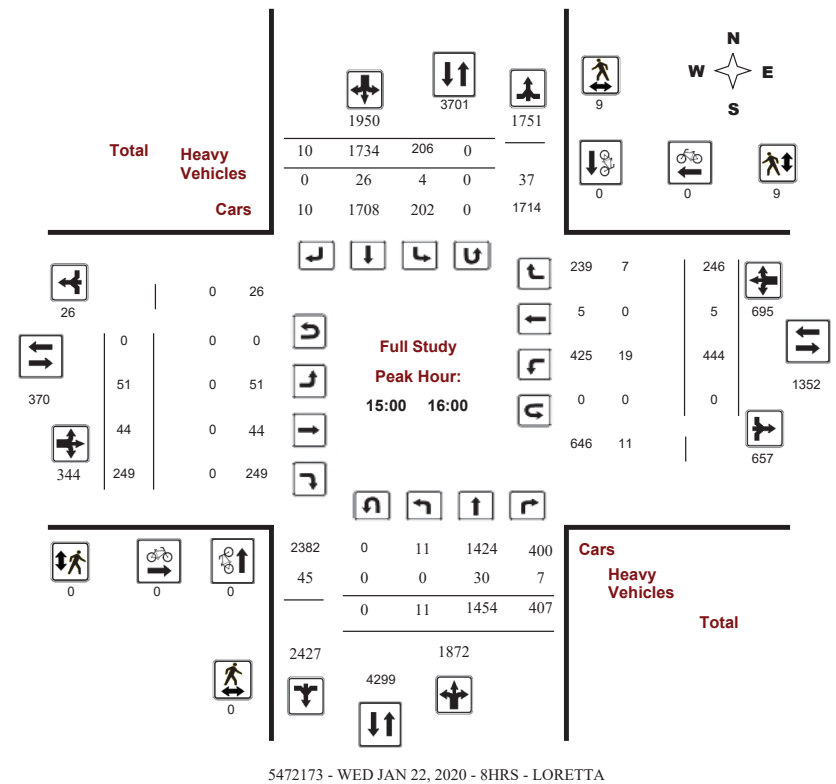 N
W E
S
3701
9
1950 1751
Total Heavy Vehicles
Cars
10 1734 206 0
0 26 4 0 37
10 1708 202 0 1714
0 0 9
26
0 26
239 7 246
695
0 0 0
5 0 5
370
51 0 51
425 19 444
1352
44 0 44
0 0 0
344
249 0 249
646 11
657
Full Study
Peak Hour:
15:00 16:00
2382 0 11 1424 400 Cars
45 0 0 30 7 Heavy Vehicles
0 11 1454 407 Total
0 0 0
2427 1872
4299
0
5472173 - WED JAN 22, 2020 - 8HRS - LORETTA